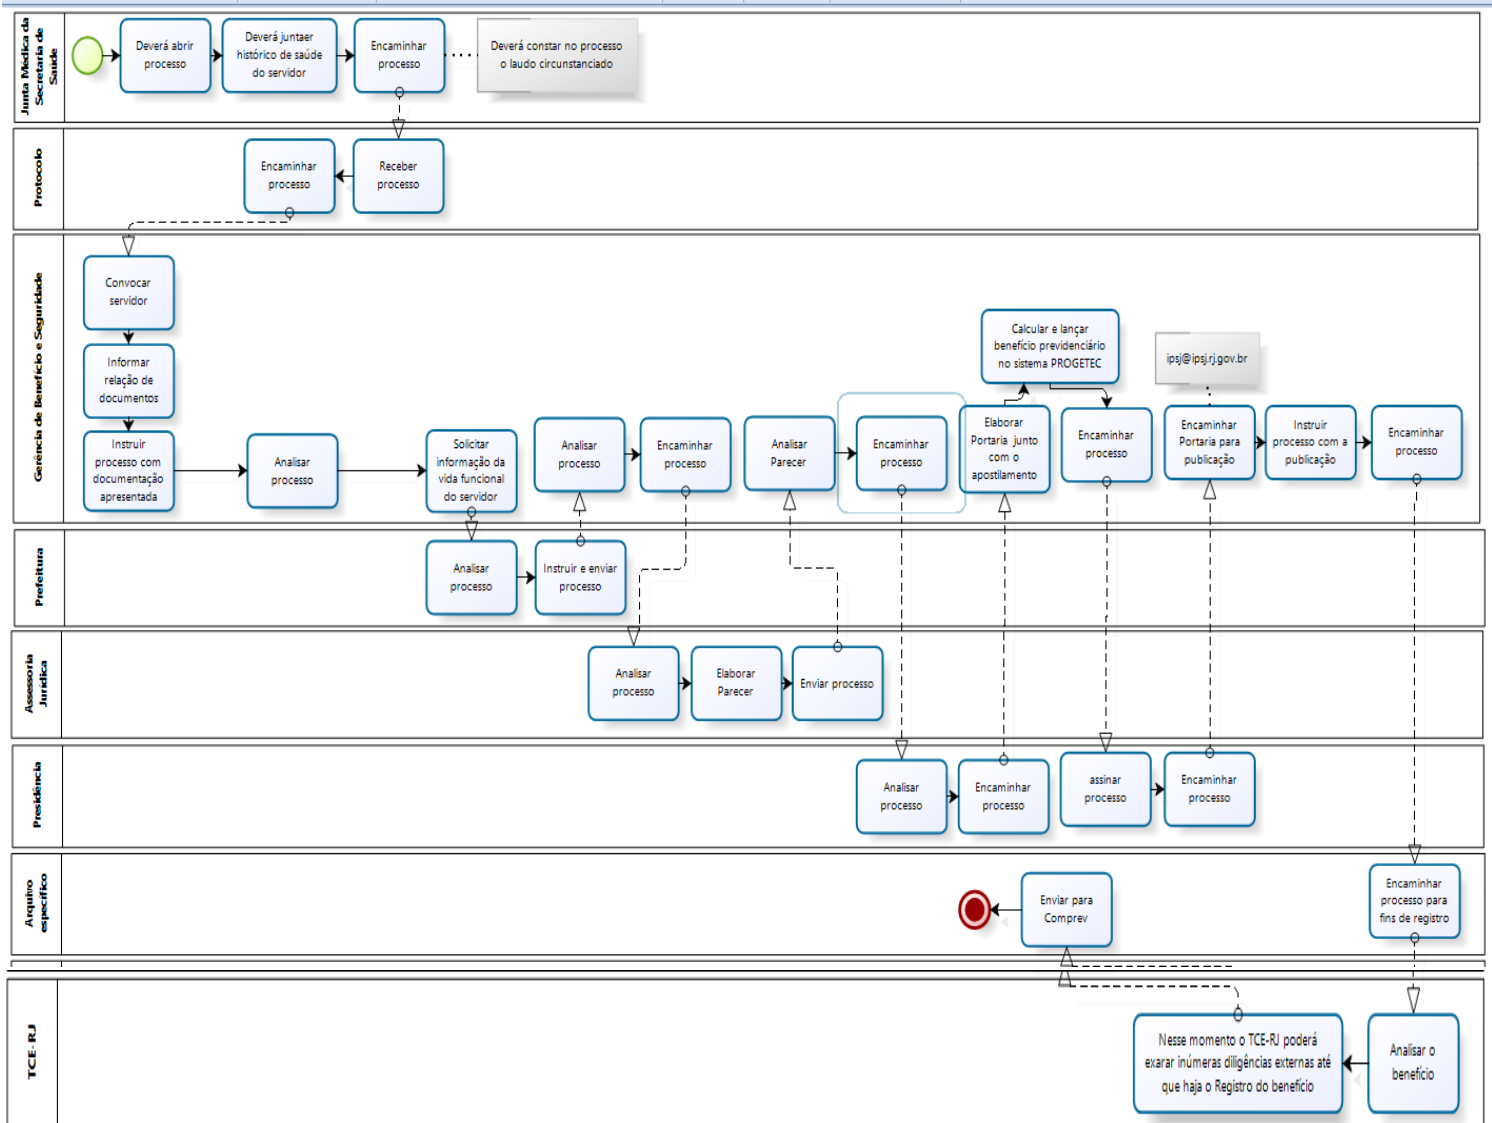 Junta Médica da
Secretaria de
Saúde
Deverá abrir
processo
Deverá juntaer
histórico de saúde
do servidor
Encaminhar
processo
Deverá constar no processo
o laudo circunstanciado
Protocolo
Encaminhar
processo
Receber
processo
Gerência de Benefício e Seguridade
Convocar
servidor
Informar
relação de
documentos
Instruir
processo com
documentação
apresentada
Analisar
processo
Solicitar
informação da
vida funcional
do servidor
Analisar
processo
Encaminhar
processo
Analisar
Parecer
Encaminhar
processo
Elaborar
Portaria junto
com o
apostilamento
Calcular e lançar
benefício previdenciário
no sistema PROGETEC
Encaminhar
processo
ipsj@ipsj.rj.gov.br
Encaminhar
Portaria para
publicação
Instruir
processo com a
publicação
Encaminhar
processo
Prefeitura
Analisar
processo
Instruir e enviar
processo
Assessoria
Jurídica
Analisar
processo
Elaborar
Parecer
Enviar processo
Presidência
Analisar
processo
Encaminhar
processo
assinar
processo
Encaminhar
processo
Arquivo
específico
Enviar para
Comprev
Encaminhar
processo para
fins de registro
TCE-RJ
Nesse momento o TCE-RJ poderá
exarar inúmeras diligências externas até
que haja o Registro do benefício
Analisar o
benefício